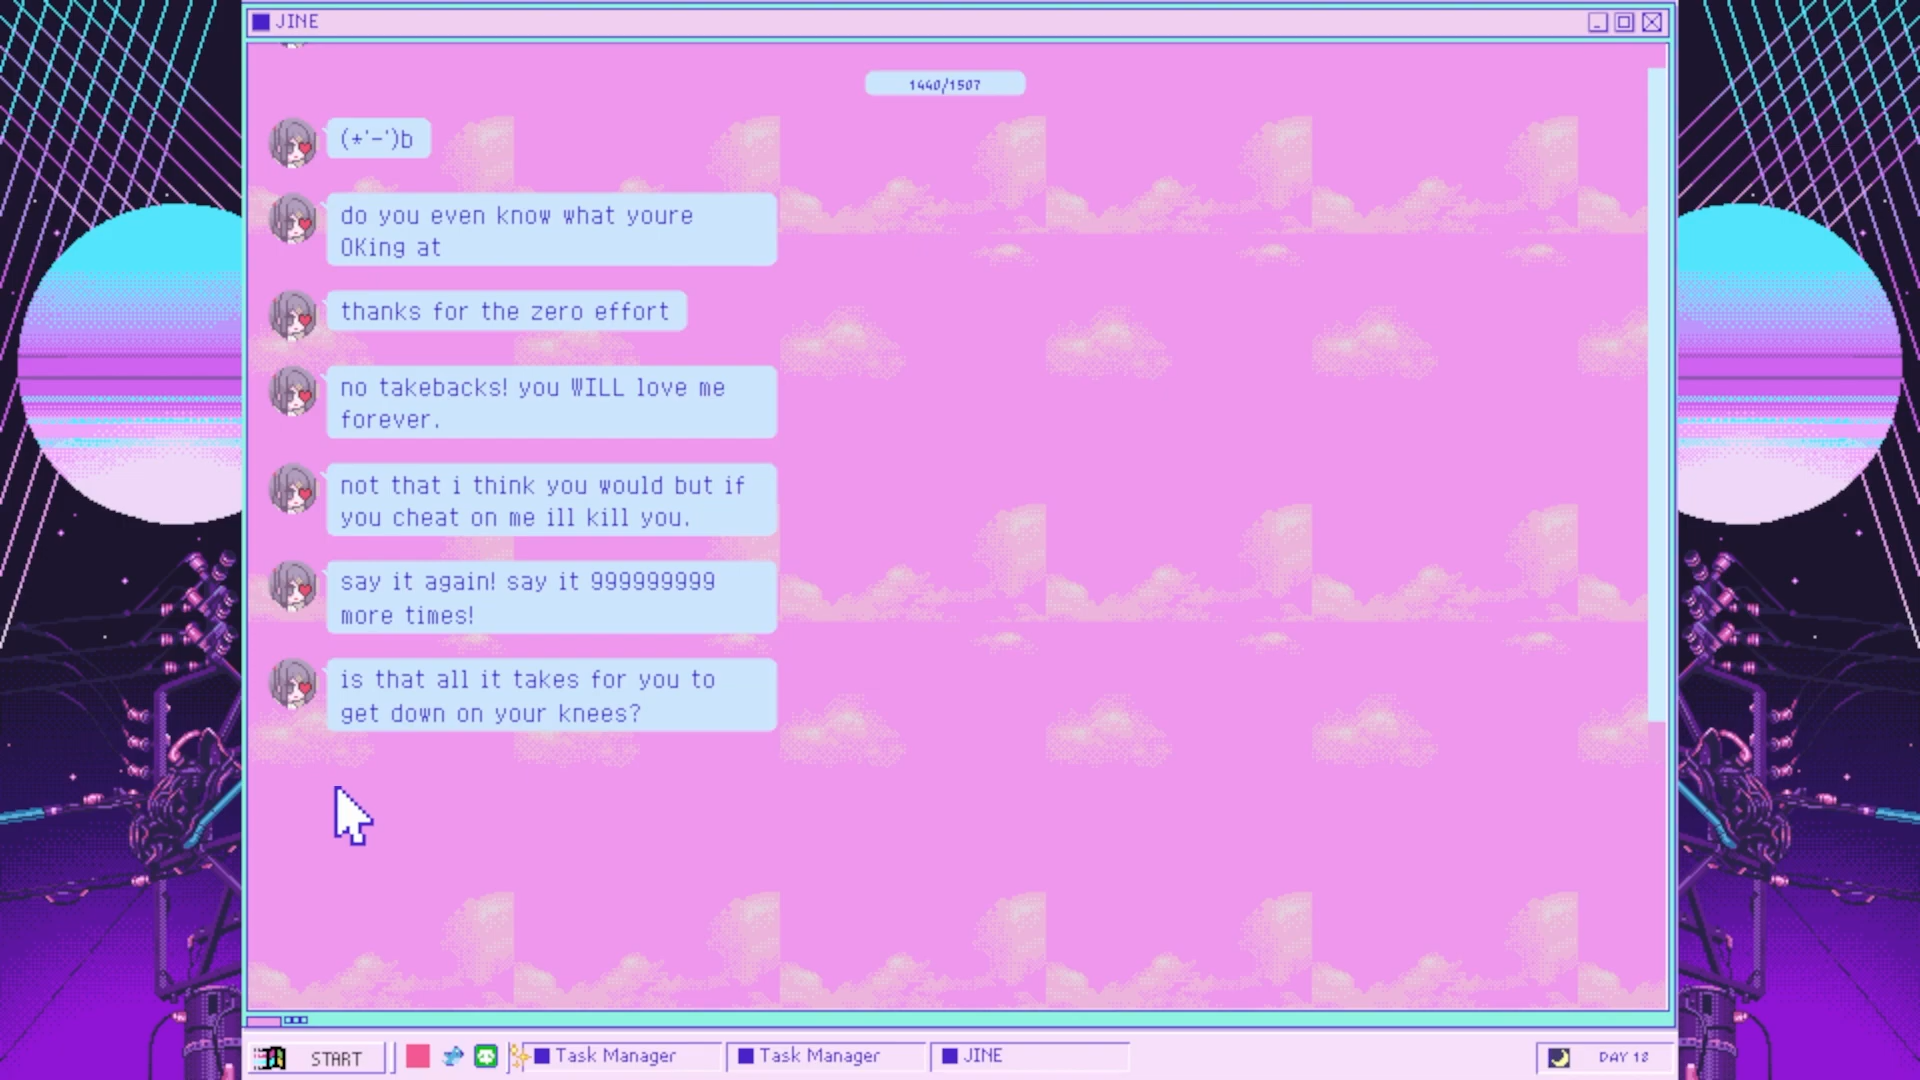 JINE
1440/1507
(*'-')b
do you even know what youre
OKing at
thanks for the zero effort
no takebacks! you WILL love me
forever.
not that i think you would but if
you cheat on me ill kill you.
say it again! say it 999999999
more times!
is that all it takes for you to
get down on your knees?
START
Task Manager
Task Manager
JINE
DAY 18